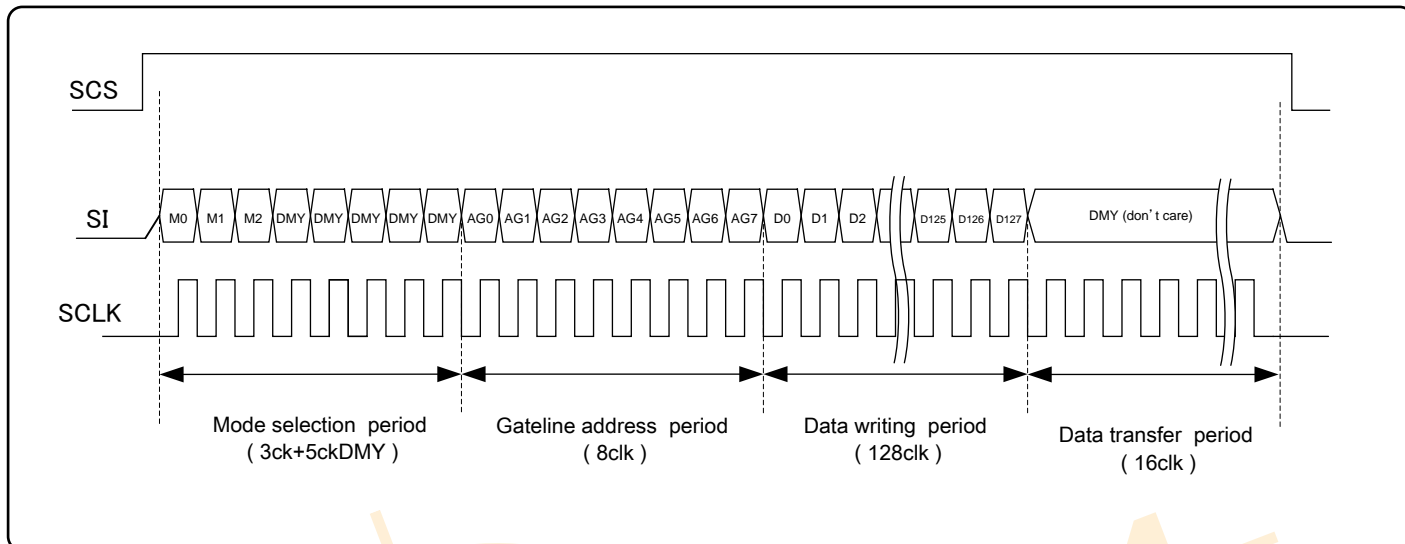 SCS
SI
M0 M1 M2 DMY DMY DMY DMY DMY AG0 AG1 AG2 AG3 AG4 AG5 AG6 AG7 D0 D1 D2 D125 D126 D127 DMY (don't care)
SCLK
Mode selection period
( 3ck+5ckDMY )
Gateline address period
( 8clk )
Data writing period
( 128clk )
Data transfer period
( 16clk )